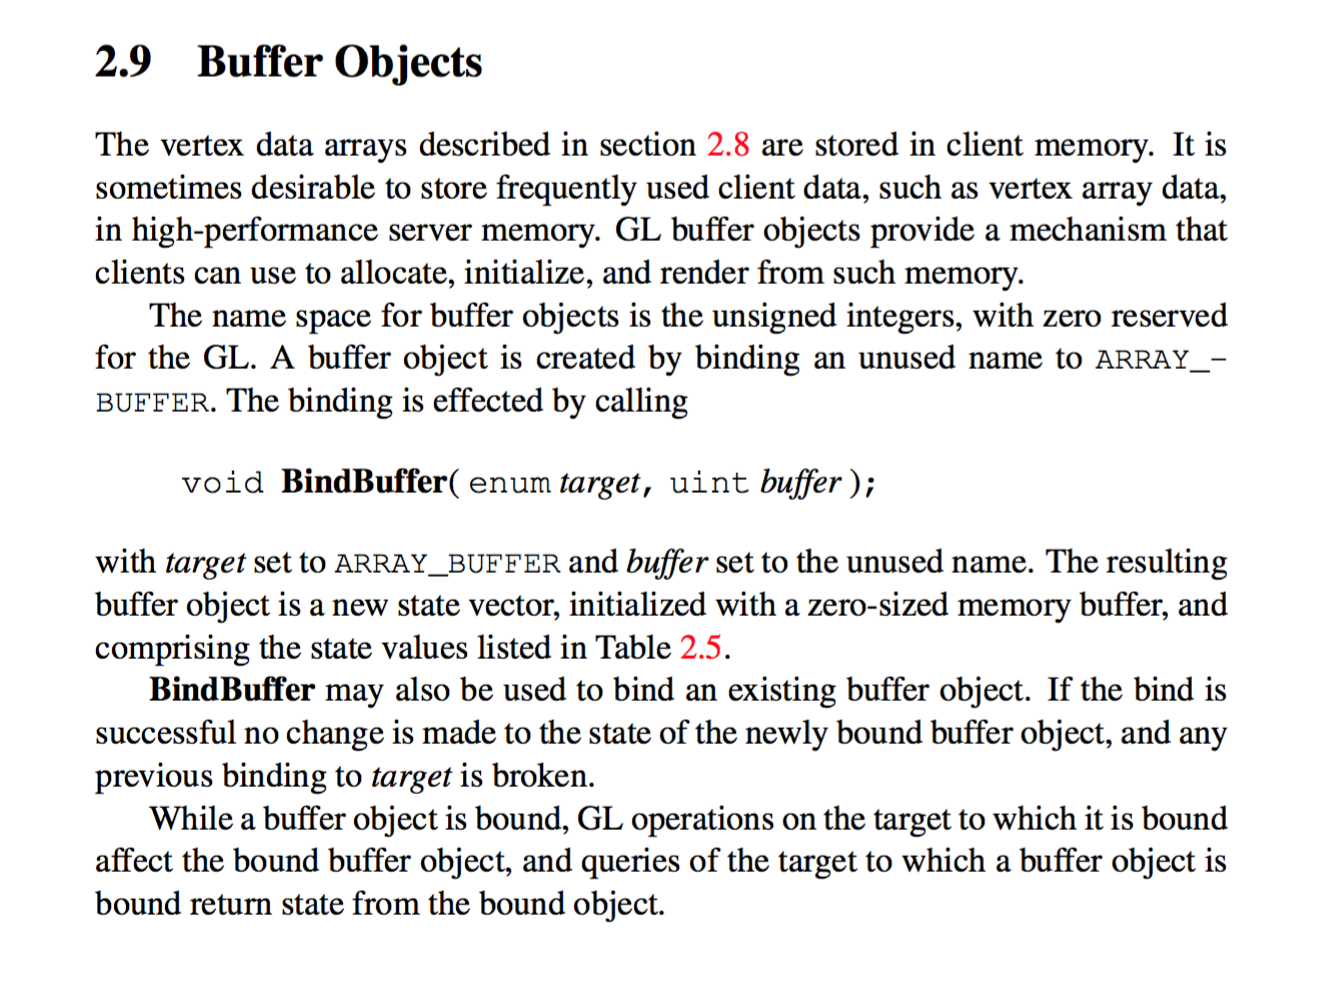 2.9 Buffer Objects
The vertex data arrays described in section 2.8 are stored in client memory. It is
sometimes desirable to store frequently used client data, such as vertex array data,
in high-performance server memory. GL buffer objects provide a mechanism that
clients can use to allocate, initialize, and render from such memory.
The name space for buffer objects is the unsigned integers, with zero reserved
for the GL. A buffer object is created by binding an unused name to ARRAY_-
BUFFER. The binding is effected by calling
void BindBuffer( enum target, uint buffer );
with target set to ARRAY_BUFFER and buffer set to the unused name. The resulting
buffer object is a new state vector, initialized with a zero-sized memory buffer, and
comprising the state values listed in Table 2.5.
BindBuffer may also be used to bind an existing buffer object. If the bind is
successful no change is made to the state of the newly bound buffer object, and any
previous binding to target is broken.
While a buffer object is bound, GL operations on the target to which it is bound
affect the bound buffer object, and queries of the target to which a buffer object is
bound return state from the bound object.